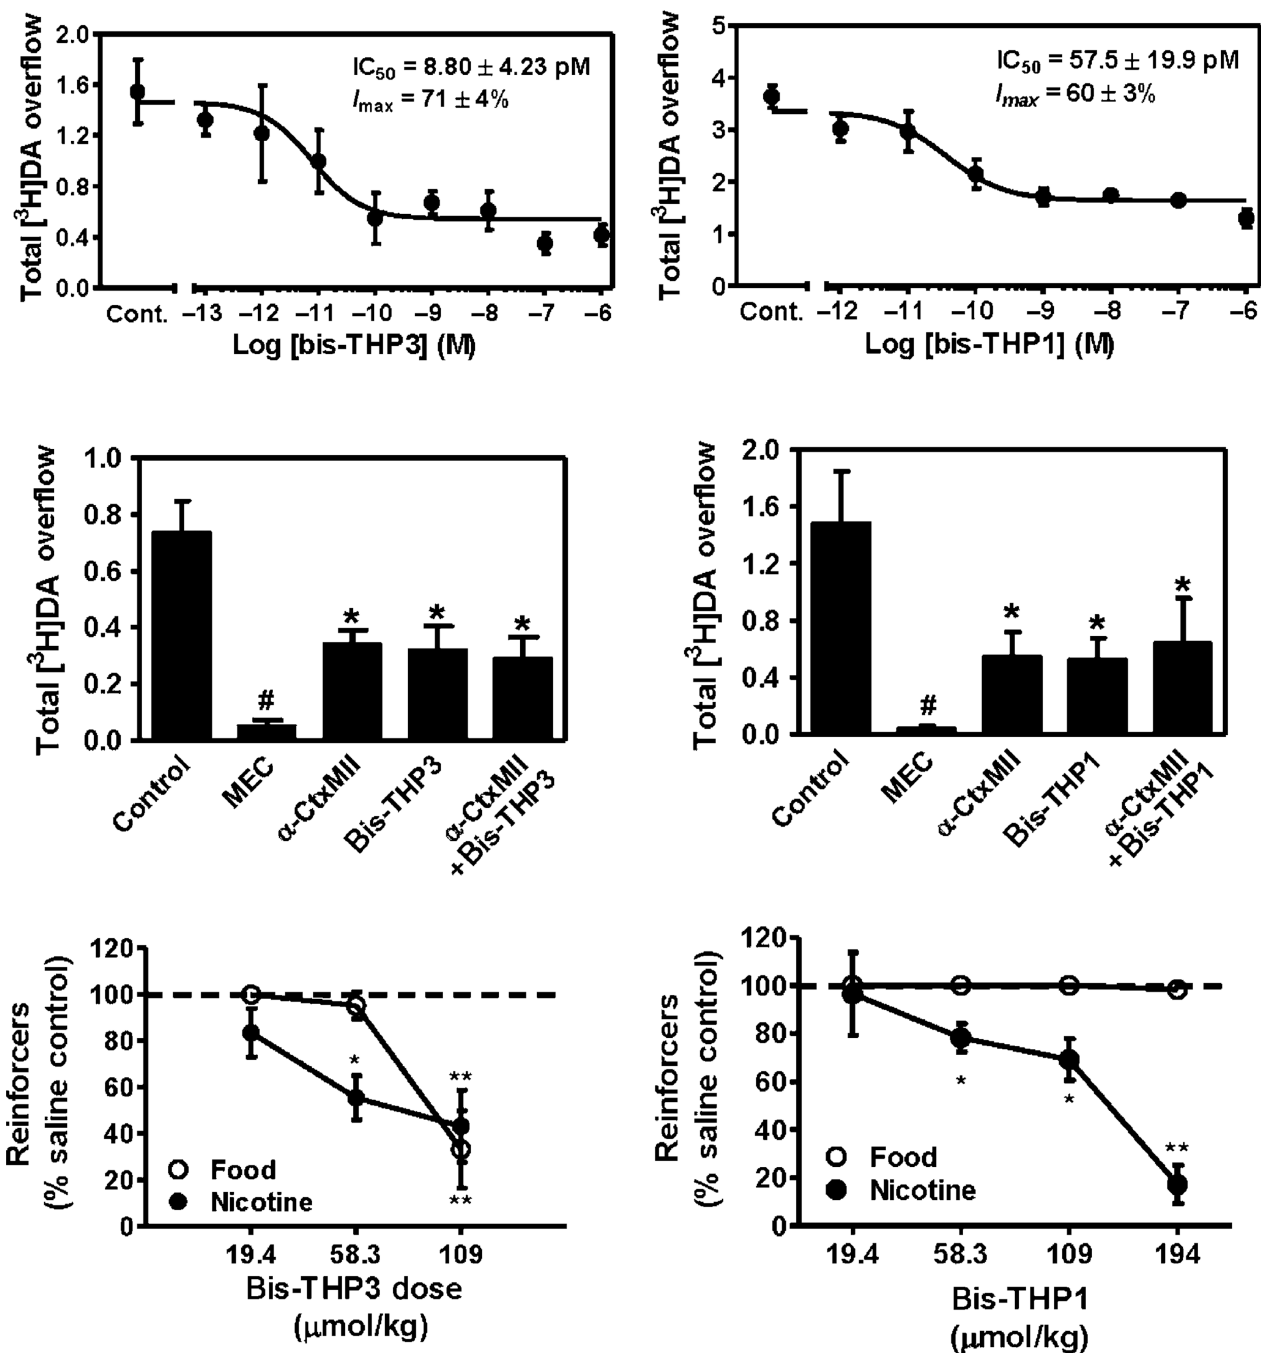 Total [³H]DA overflow
2.0
1.6
1.2
0.8
0.4
0.0
IC₅₀ = 8.80 ± 4.23 pM
Iₘₐₓ = 71 ± 4%
Cont. –13 –12 –11 –10 –9 –8 –7 –6
Log [bis-THP3] (M)
Total [³H]DA overflow
5
4
3
2
1
0
IC₅₀ = 57.5 ± 19.9 pM
Iₘₐₓ = 60 ± 3%
Cont. –12 –11 –10 –9 –8 –7 –6
Log [bis-THP1] (M)
Total [³H]DA overflow
1.0
0.8
0.6
0.4
0.2
0.0
#
*
*
*
Control
MEC
α-CtxMII
Bis-THP3
α-CtxMII
+Bis-THP3
Total [³H]DA overflow
2.0
1.6
1.2
0.8
0.4
0.0
#
*
*
*
Control
MEC
α-CtxMII
Bis-THP1
α-CtxMII
+Bis-THP1
Reinforcers
(% saline control)
120
100
80
60
40
20
0
*
**
**
Food
Nicotine
19.4 58.3 109
Bis-THP3 dose
(μmol/kg)
Reinforcers
(% saline control)
120
100
80
60
40
20
0
*
*
**
Food
Nicotine
19.4 58.3 109 194
Bis-THP1
(μmol/kg)